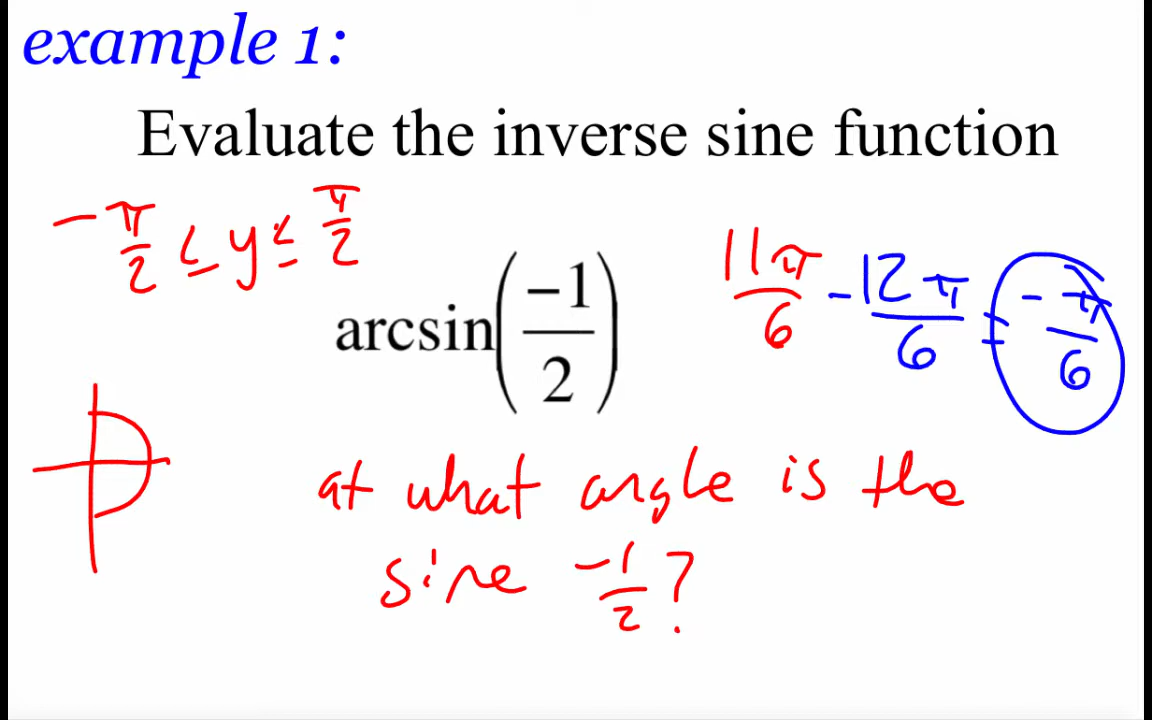 example 1:
Evaluate the inverse sine function
-π/2 ≤ y ≤ π/2
arcsin(-1/2)
11π/6 - 12π/6 = -π/6
at what angle is the
sine -1/2?